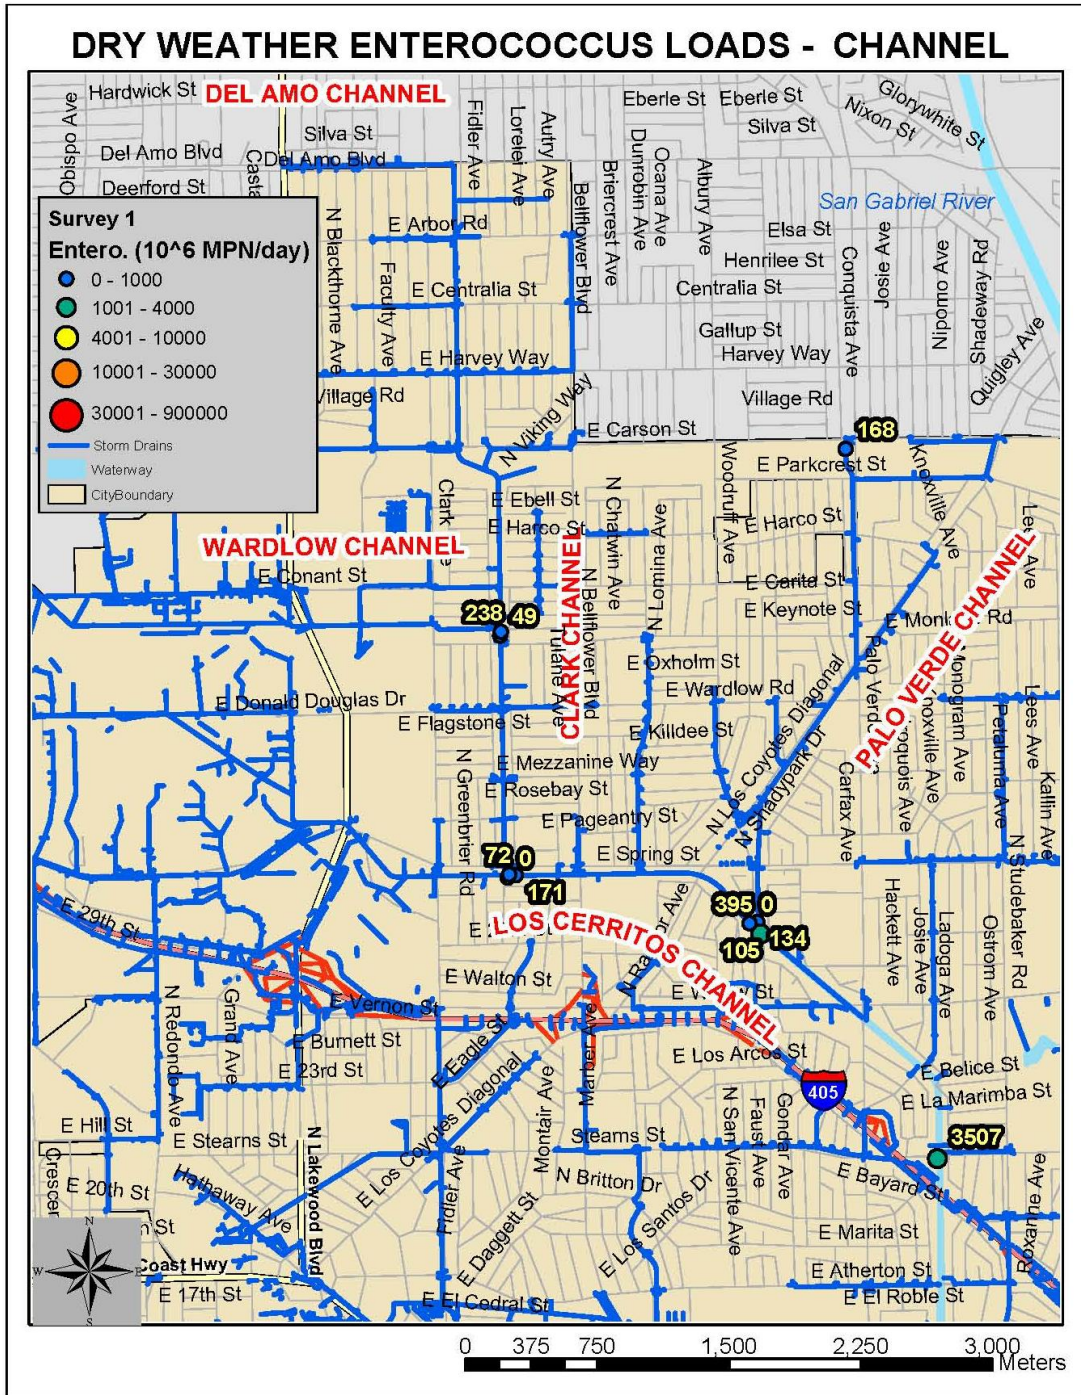 DRY WEATHER ENTEROCOCCUS LOADS - CHANNEL
Hardwick St
DEL AMO CHANNEL
Obispo Ave
Silva St
Del Amo Blvd
Del Amo Blvd
Deerford St
Casta
Fidler Ave
Lorelei Ave
Autry Ave
Eberle St
Eberle St
Silva St
Nixon St
Glorywhite St
Bellflower Blvd
Briercrest Ave
Dunrobin Ave
Ocana Ave
Albury Ave
San Gabriel River
Survey 1
Entero. (10^6 MPN/day)
0 - 1000
1001 - 4000
4001 - 10000
10001 - 30000
30001 - 900000
Storm Drains
Waterway
CityBoundary
N Blackthorne Ave
Faculty Ave
E Arbor Rd
E Centralia St
E Harvey Way
Village Rd
Elsa St
Henrilee St
Centralia St
Gallup St
Harvey Way
Village Rd
Conquista Ave
Josie Ave
Nipomo Ave
Shadeway Rd
Quigley Ave
N Viking Way
E Carson St
168
E Parkcrest St
Woodruff Ave
Knoxville Ave
Clark
E Ebell St
E Harco St
N Chatwin Ave
N Lomina Ave
E Harco St
WARDLOW CHANNEL
CLARK CHANNEL
PALO VERDE CHANNEL
E Conant St
E Carita St
E Keynote St
238
49
N Bellflower Blvd
Tulane Ave
E Oxholm St
E Wardlow Rd
E Donald Douglas Dr
E Flagstone St
E Killdee St
N Los Coyotes Diagonal
N Shadypark Dr
Palo Verde
Monogram Ave
Petaluma Ave
Lees Ave
Kallin Ave
E Mezzanine Way
E Rosebay St
E Pageantry St
E Spring St
N Greenbrier Rd
Carfax Ave
N Studebaker Rd
72
0
171
395
0
105
134
LOS CERRITOS CHANNEL
E 29th St
E Walton St
Hackett Ave
Josie Ave
Ladoga Ave
Ostrom Ave
N Redondo Ave
Grand Ave
E Vernon St
E Burnett St
E 23rd St
E Eagle St
E Los Coyotes Diagonal
Montair Ave
E Los Arcos St
405
E Belice St
E La Marimba St
N San Vicente Ave
Faust Ave
Gondar Ave
E Hill St
E Stearns St
Stearns St
3507
E Bayard St
N Lakewood Blvd
Fidler Ave
N Britton Dr
E 20th St
Hathaway Ave
E Daggett St
E Los Santos Dr
E Marita St
Roxanne Ave
N
W
E
S
Coast Hwy
E 17th St
E Atherton St
E El Roble St
E El Cedral St
0 375 750 1,500 2,250 3,000
Meters